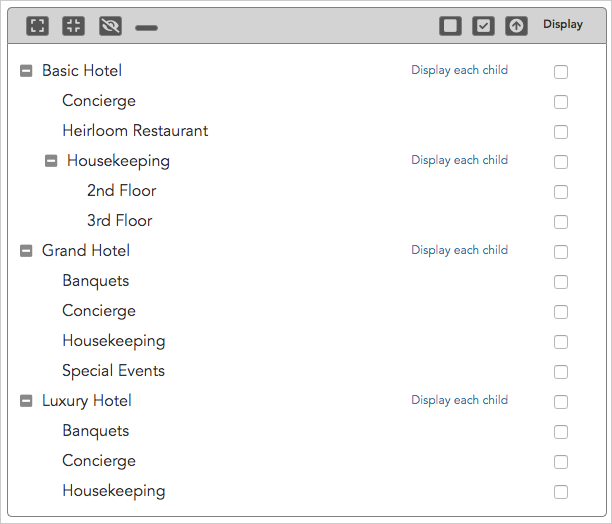 Display
Basic Hotel Display each child
Concierge
Heirloom Restaurant
Housekeeping Display each child
2nd Floor
3rd Floor
Grand Hotel Display each child
Banquets
Concierge
Housekeeping
Special Events
Luxury Hotel Display each child
Banquets
Concierge
Housekeeping